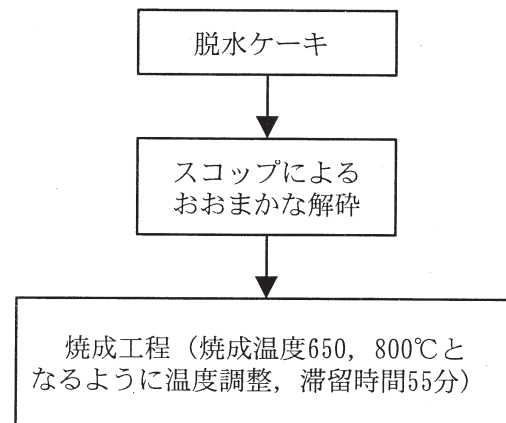 脱水ケーキ
スコップによる
おおまかな解砕
焼成工程（焼成温度650，800℃と
なるように温度調整，滞留時間55分）